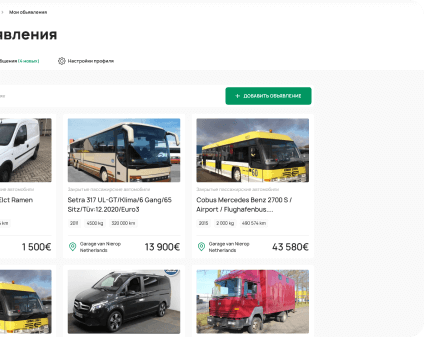 Мои объявления
явления
бщения (4 новых)
Настройки профиля
+ ДОБАВИТЬ ОБЪЯВЛЕНИЕ
Закрытые пассажирские автомобили
Закрытые пассажирские автомобили
Elct Ramen
Setra 317 UL-GT/Klima/6 Gang/65
Sitz/Tüv:12.2020/Euro3
Cobus Mercedes Benz 2700 S /
Airport / Flughafenbus....
km
2011 4500 kg 320 000 km
2015 2 000 kg 490 574 km
1 500€
Garage van Nierop
Netherlands
13 900€
Garage van Nierop
Netherlands
43 580€